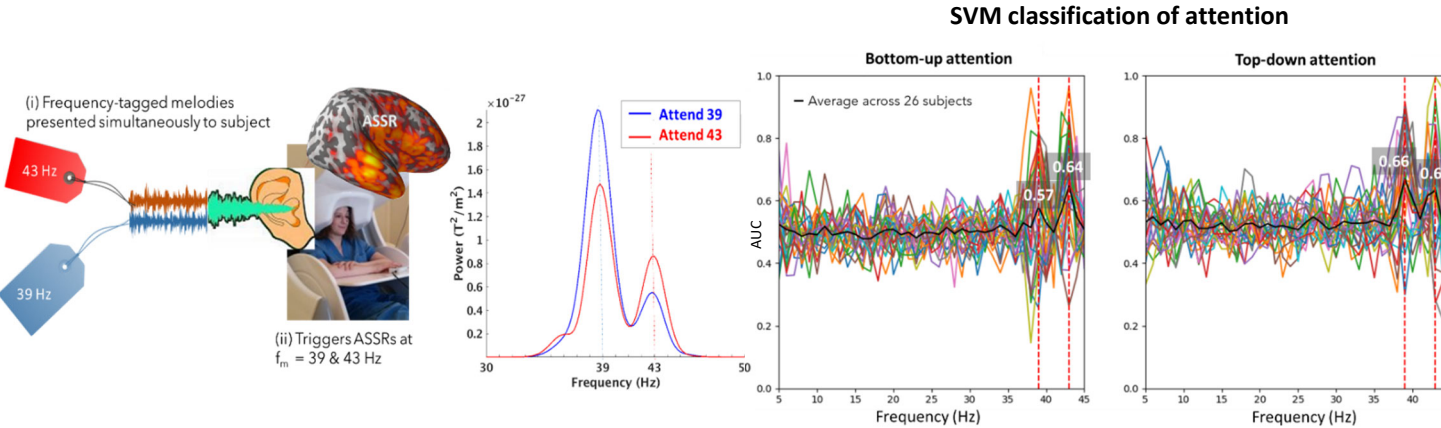 SVM classification of attention
(i) Frequency-tagged melodies
presented simultaneously to subject
43 Hz
39 Hz
ASSR
(ii) Triggers ASSRs at
fm = 39 & 43 Hz
×10-27
Attend 39
Attend 43
2
1.8
1.6
1.4
1.2
1
0.8
0.6
0.4
0.2
Power (T^2/m^2)
30
39
43
50
Frequency (Hz)
Bottom-up attention
— Average across 26 subjects
0.57
0.64
AUC
1.0
0.8
0.6
0.4
0.2
0.0
5
10
15
20
25
30
35
40
45
Frequency (Hz)
Top-down attention
0.66
0.6
1.0
0.8
0.6
0.4
0.2
0.0
5
10
15
20
25
30
35
40
Frequency (Hz)